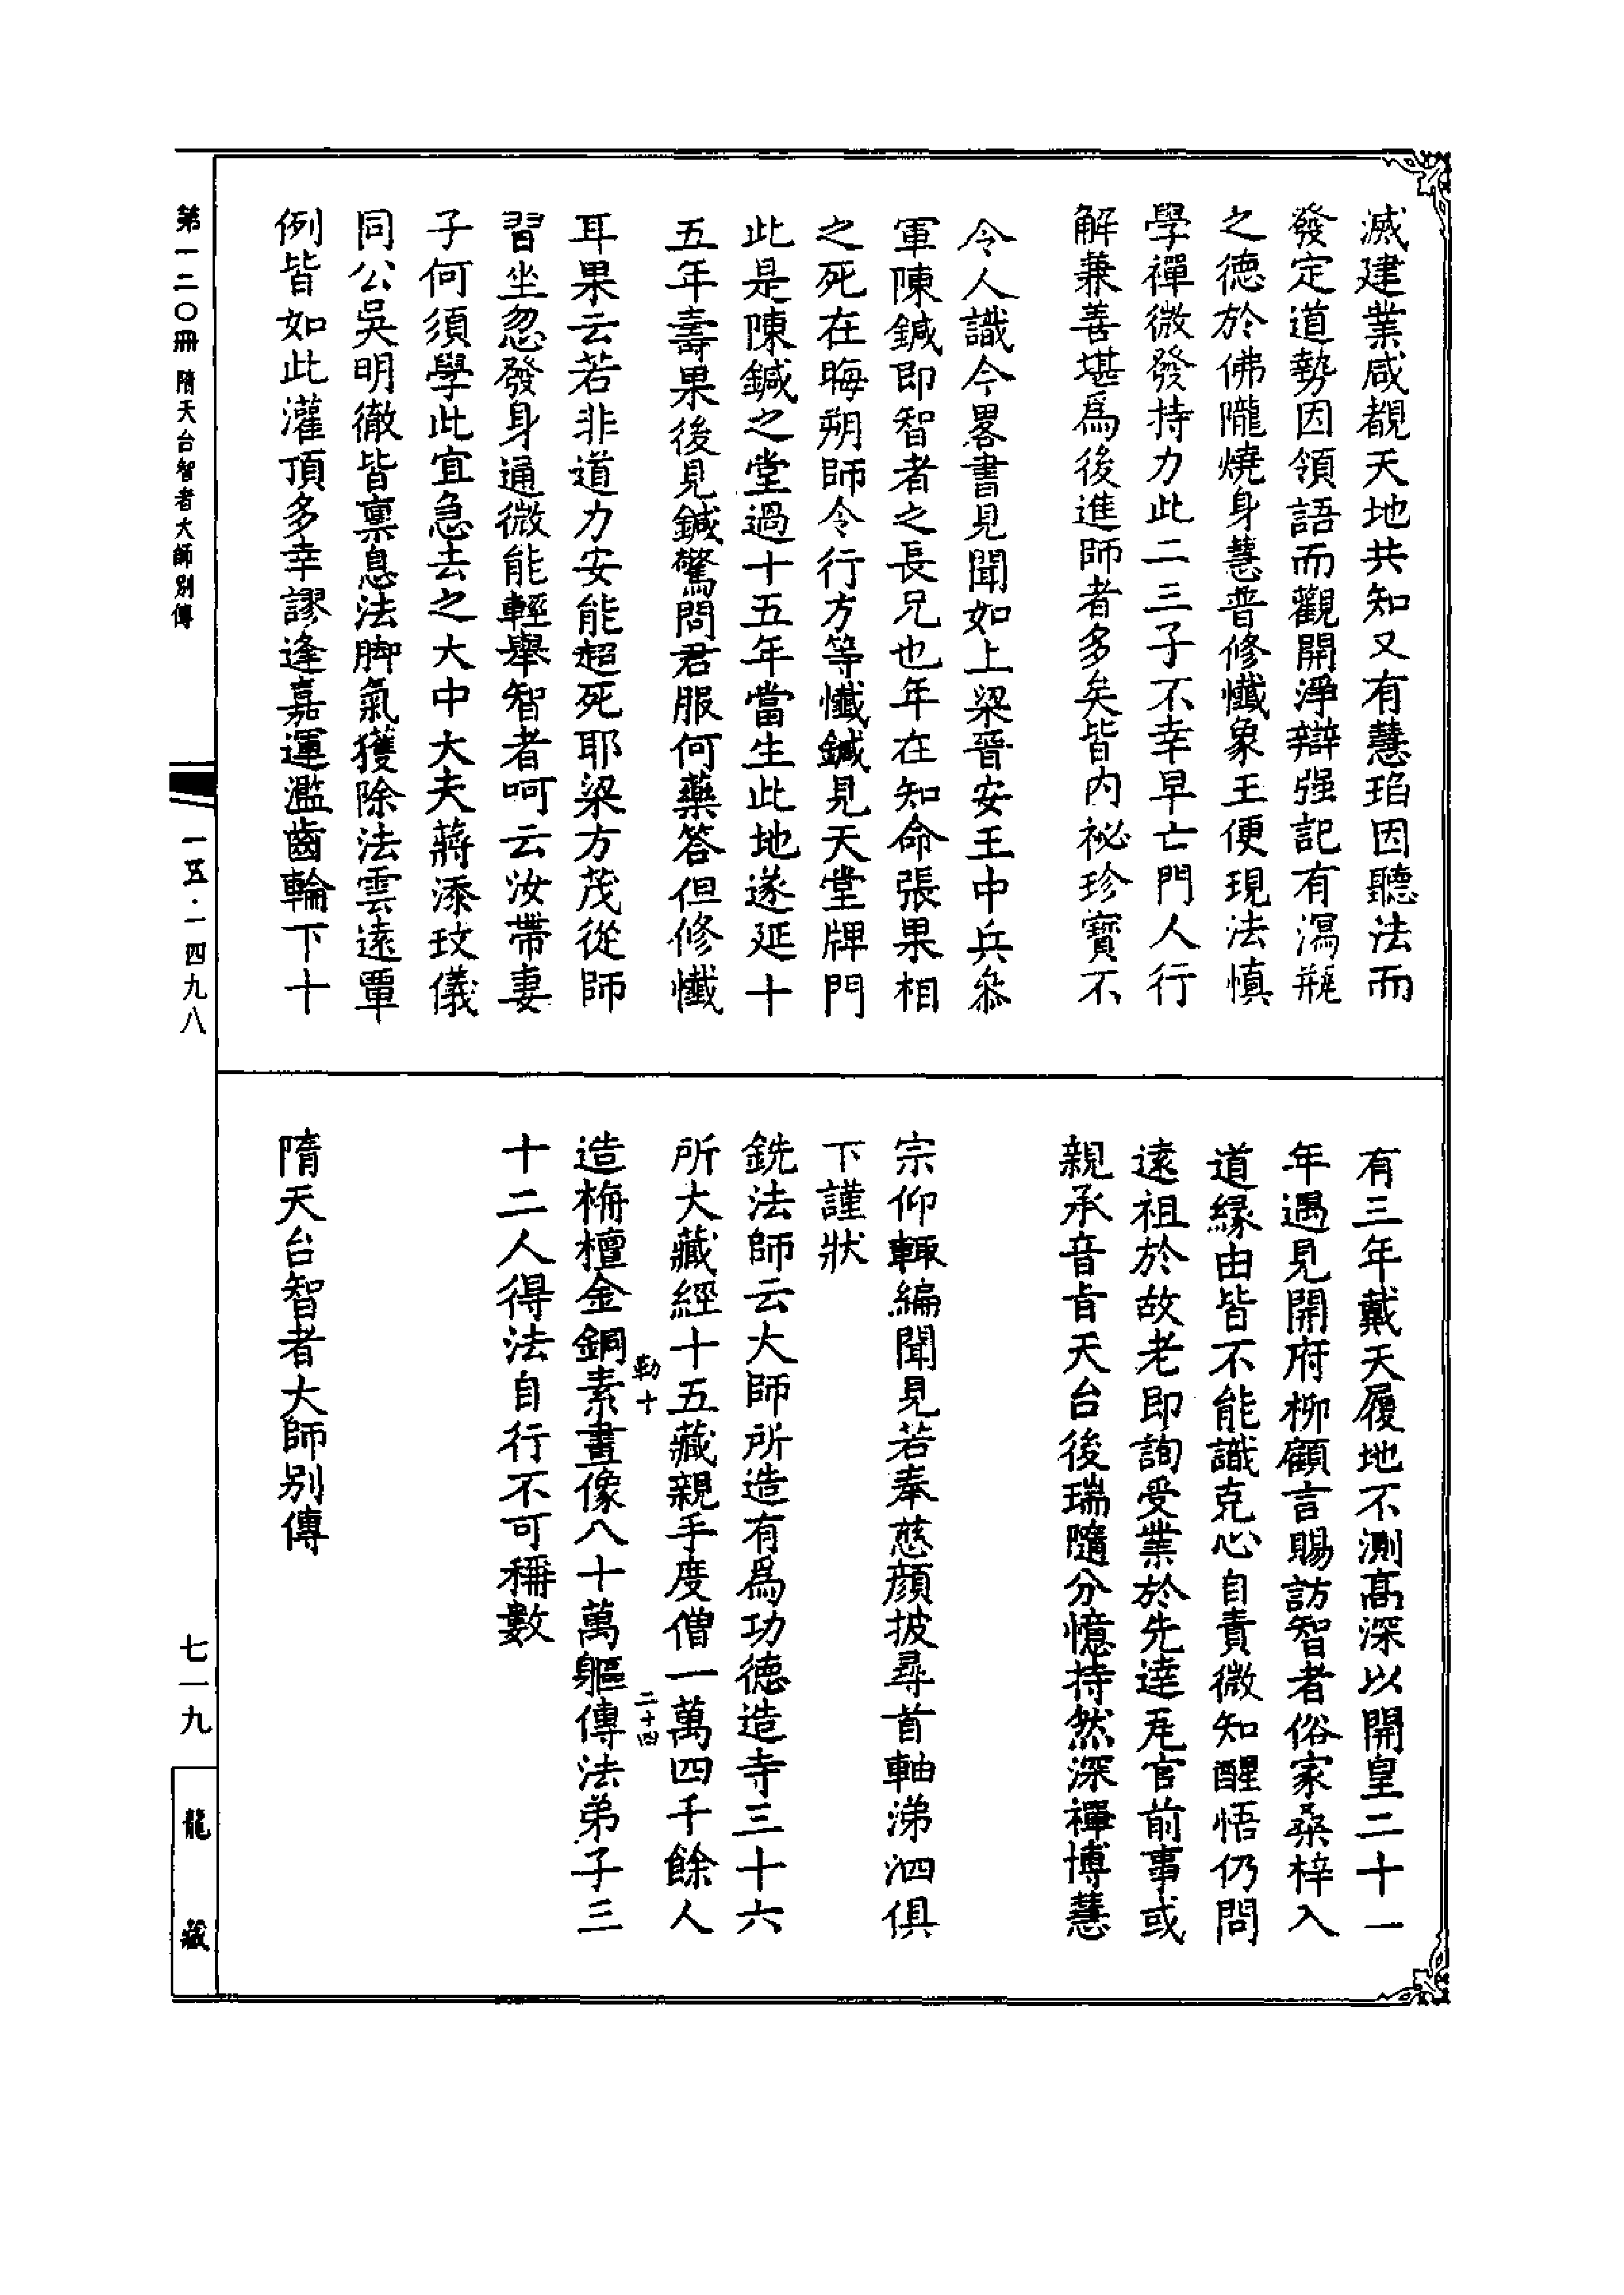 滅建業咸覩天地共知又有慧瑫因聽法而
發定道勢因領語而觀開淨辯强記有瀉瓶
之德於佛隴燒身慧普修懺象王便現法慎
學禪微發持力此二三子不幸早亡門人行
解兼善堪爲後進師者多矣皆內祕珍寶不
令人識今畧書見聞如上梁晉安王中兵叅
軍陳鍼即智者之長兄也年在知命張果相
之死在晦朔師令行方等懺鍼見天堂牌門
此是陳鍼之堂過十五年當生此地遂延十
五年壽果後見鍼驚問君服何藥答但修懺
耳果云若非道力安能超死耶梁方茂從師
習坐忽發身通微能輕舉智者呵云汝帶妻
子何須學此宜急去之大中大夫蔣添玟儀
同公吳明徹皆禀息法脚氣獲除法雲遠覃
例皆如此灌頂多幸謬逢嘉運濫齒輪下十
有三年戴天履地不測髙深以開皇二十一
年遇見開府柳顧言賜訪智者俗家桑梓入
道緣由皆不能識克心自責微知醒悟仍問
遠祖於故老即詢受業於先達瓦官前事或
親承音旨天台後瑞隨分憶持然深禪博慧
宗仰輒編聞見若奉慈顏披尋首軸涕泗俱
下謹狀
銑法師云大師所造有爲功德造寺三十六
所大藏經十五藏親手度僧一萬四千餘人
勒十
二十四
造栴檀金銅素畫像八十萬軀傳法弟子三
十二人得法自行不可稱數
隋天台智者大師別傳
第一二〇冊 隋天台智者大師別傳
一五·一四九八
七一九
龍藏